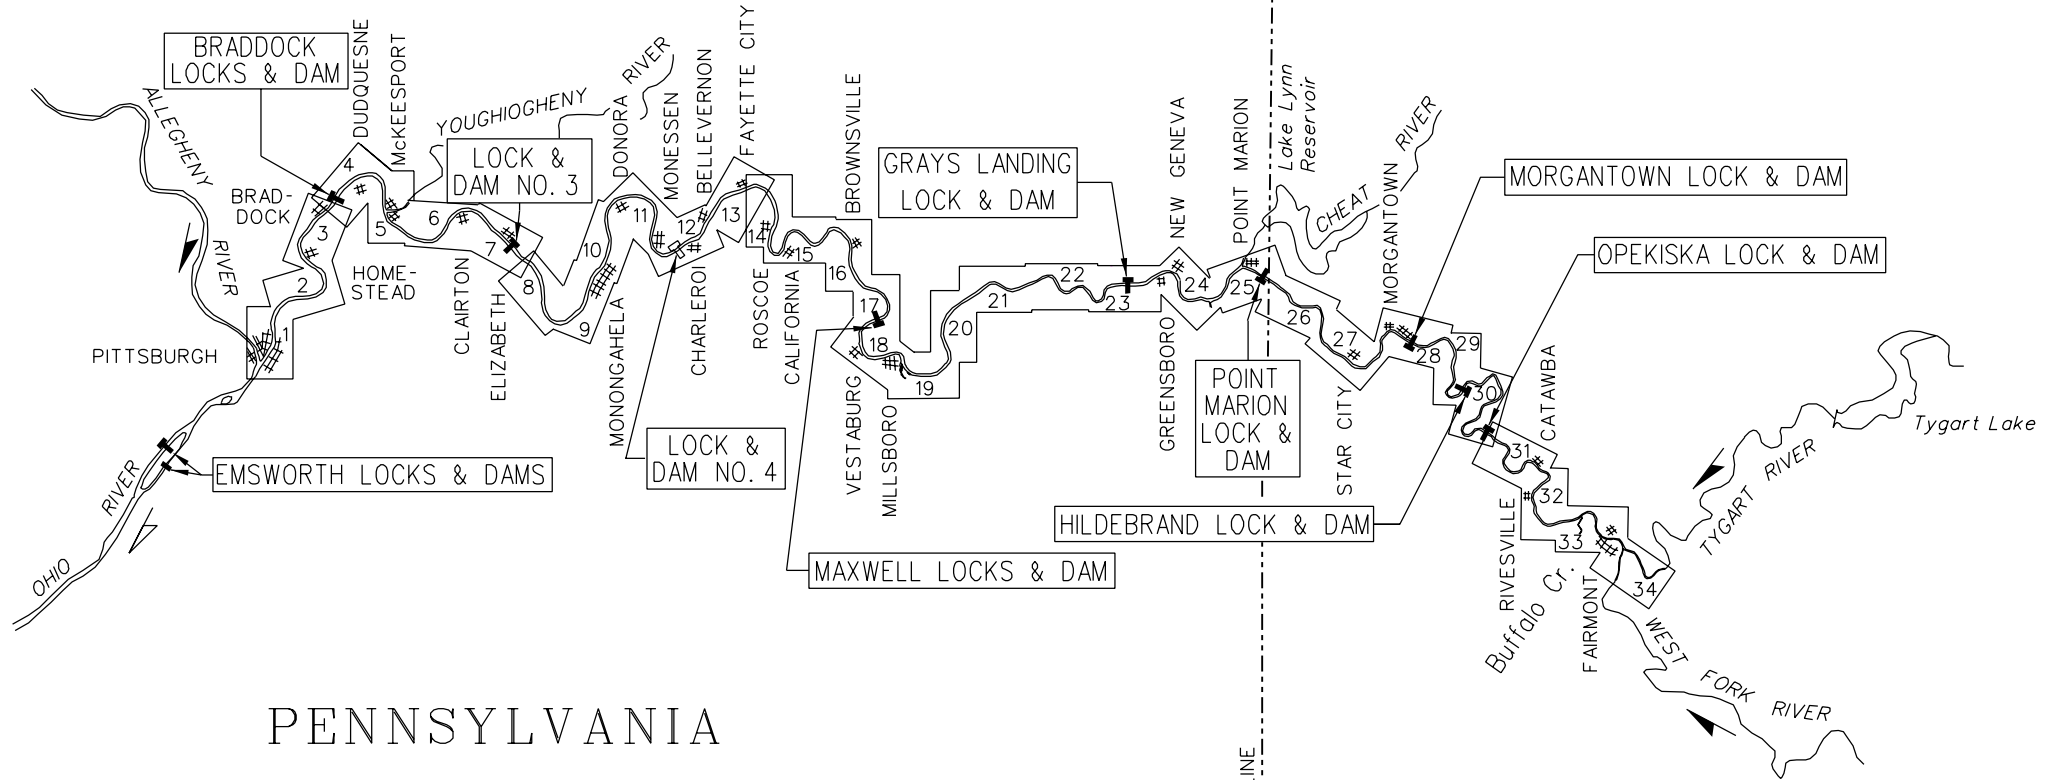 BRADDOCK
LOCKS & DAM
DUDQUESNE
McKEESPORT
YOUGHIOGHENY
RIVER
LOCK &
DAM NO. 3
DONORA
MONESSEN
BELLEVERNON
FAYETTE CITY
BROWNSVILLE
GRAYS LANDING
LOCK & DAM
NEW GENEVA
POINT MARION
Lake Lynn
Reservoir
CHEAT
RIVER
MORGANTOWN
MORGANTOWN LOCK & DAM
OPEKISKA LOCK & DAM
ALLEGHENY
RIVER
BRAD-
DOCK
HOME-
STEAD
PITTSBURGH
CLAIRTON
ELIZABETH
MONONGAHELA
CHARLEROI
ROSCOE
CALIFORNIA
VESTABURG
MILLSBORO
GREENSBORO
STAR CITY
CATAWBA
RIVESVILLE
FAIRMONT
1
2
3
4
5
6
7
8
9
10
11
12
13
14
15
16
17
18
19
20
21
22
23
24
25
26
27
28
29
30
31
32
33
34
POINT
MARION
LOCK &
DAM
LOCK &
DAM NO. 4
EMSWORTH LOCKS & DAMS
OHIO
RIVER
HILDEBRAND LOCK & DAM
MAXWELL LOCKS & DAM
Tygart Lake
TYGART
RIVER
Buffalo Cr.
WEST
FORK
RIVER
PENNSYLVANIA
LINE